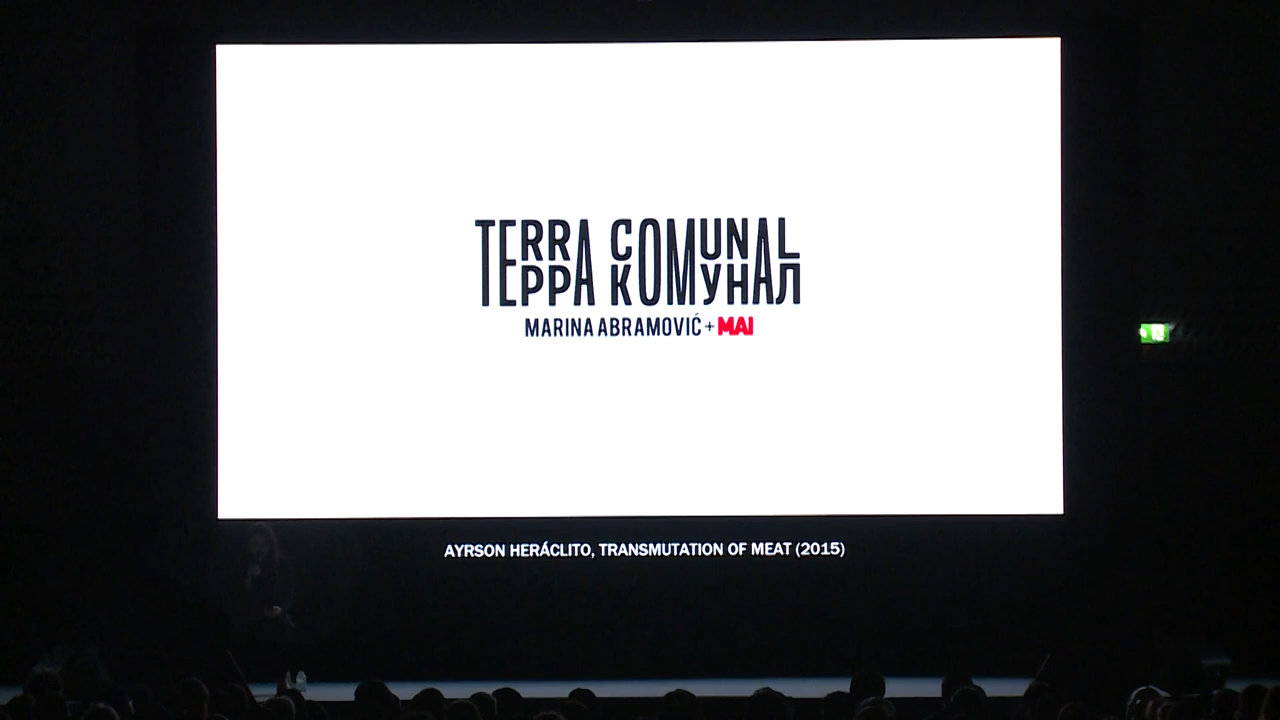 TERRA COMUNAL
ТЕРРА КОМУНАЛ
MARINA ABRAMOVIĆ + MAI
AYRSON HERÁCLITO, TRANSMUTATION OF MEAT (2015)